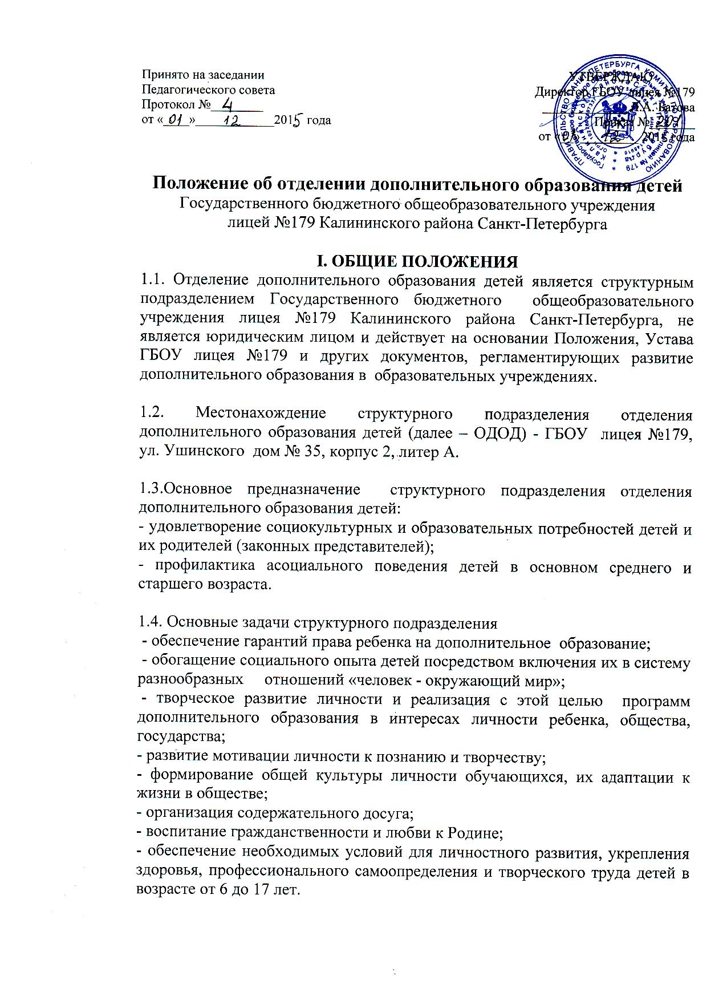 Принято на заседании
Педагогического совета
Протокол № 4
от «01» 12 2015 года
УТВЕРЖДАЮ
Директор ГБОУ лицея №179
Л.А. Батова
Приказ № 201
от « 12 2015 года
ПРАВИТЕЛЬСТВО САНКТ-ПЕТЕРБУРГА КОМИТЕТ ПО ОБРАЗОВАНИЮ
Положение об отделении дополнительного образования детей
Государственного бюджетного общеобразовательного учреждения
лицей №179 Калининского района Санкт-Петербурга
I. ОБЩИЕ ПОЛОЖЕНИЯ
1.1. Отделение дополнительного образования детей является структурным
подразделением Государственного бюджетного общеобразовательного
учреждения лицея №179 Калининского района Санкт-Петербурга, не
является юридическим лицом и действует на основании Положения, Устава
ГБОУ лицея №179 и других документов, регламентирующих развитие
дополнительного образования в образовательных учреждениях.
1.2. Местонахождение структурного подразделения отделения
дополнительного образования детей (далее – ОДОД) - ГБОУ лицея №179,
ул. Ушинского дом № 35, корпус 2, литер А.
1.3.Основное предназначение структурного подразделения отделения
дополнительного образования детей:
- удовлетворение социокультурных и образовательных потребностей детей и
их родителей (законных представителей);
- профилактика асоциального поведения детей в основном среднего и
старшего возраста.
1.4. Основные задачи структурного подразделения
- обеспечение гарантий права ребенка на дополнительное образование;
- обогащение социального опыта детей посредством включения их в систему
разнообразных отношений «человек - окружающий мир»;
- творческое развитие личности и реализация с этой целью программ
дополнительного образования в интересах личности ребенка, общества,
государства;
- развитие мотивации личности к познанию и творчеству;
- формирование общей культуры личности обучающихся, их адаптации к
жизни в обществе;
- организация содержательного досуга;
- воспитание гражданственности и любви к Родине;
- обеспечение необходимых условий для личностного развития, укрепления
здоровья, профессионального самоопределения и творческого труда детей в
возрасте от 6 до 17 лет.